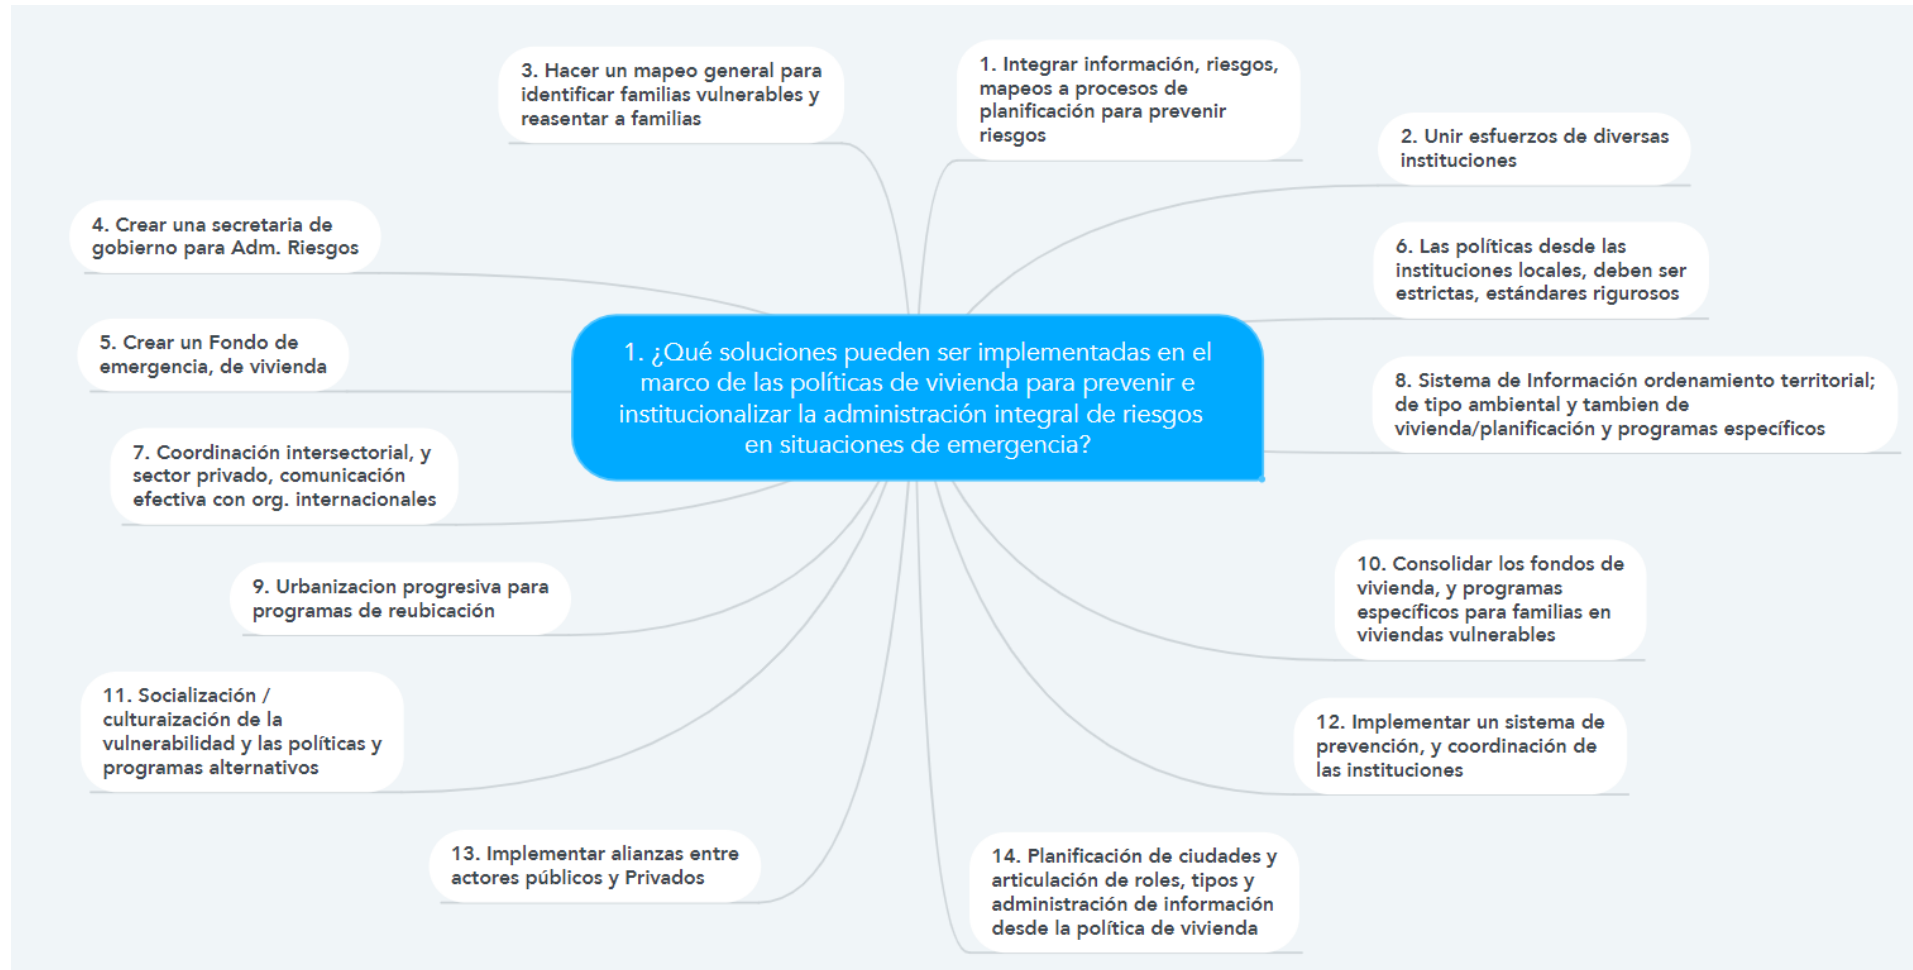 3. Hacer un mapeo general para
identificar familias vulnerables y
reasentar a familias
1. Integrar información, riesgos,
mapeos a procesos de
planificación para prevenir
riesgos
2. Unir esfuerzos de diversas
instituciones
4. Crear una secretaria de
gobierno para Adm. Riesgos
6. Las políticas desde las
instituciones locales, deben ser
estrictas, estándares rigurosos
5. Crear un Fondo de
emergencia, de vivienda
1. ¿Qué soluciones pueden ser implementadas en el
marco de las políticas de vivienda para prevenir e
institucionalizar la administración integral de riesgos
en situaciones de emergencia?
8. Sistema de Información ordenamiento territorial;
de tipo ambiental y tambien de
vivienda/planificación y programas específicos
7. Coordinación intersectorial, y
sector privado, comunicación
efectiva con org. internacionales
9. Urbanizacion progresiva para
programas de reubicación
10. Consolidar los fondos de
vivienda, y programas
específicos para familias en
viviendas vulnerables
11. Socialización /
culturaización de la
vulnerabilidad y las políticas y
programas alternativos
12. Implementar un sistema de
prevención, y coordinación de
las instituciones
13. Implementar alianzas entre
actores públicos y Privados
14. Planificación de ciudades y
articulación de roles, tipos y
administración de información
desde la política de vivienda